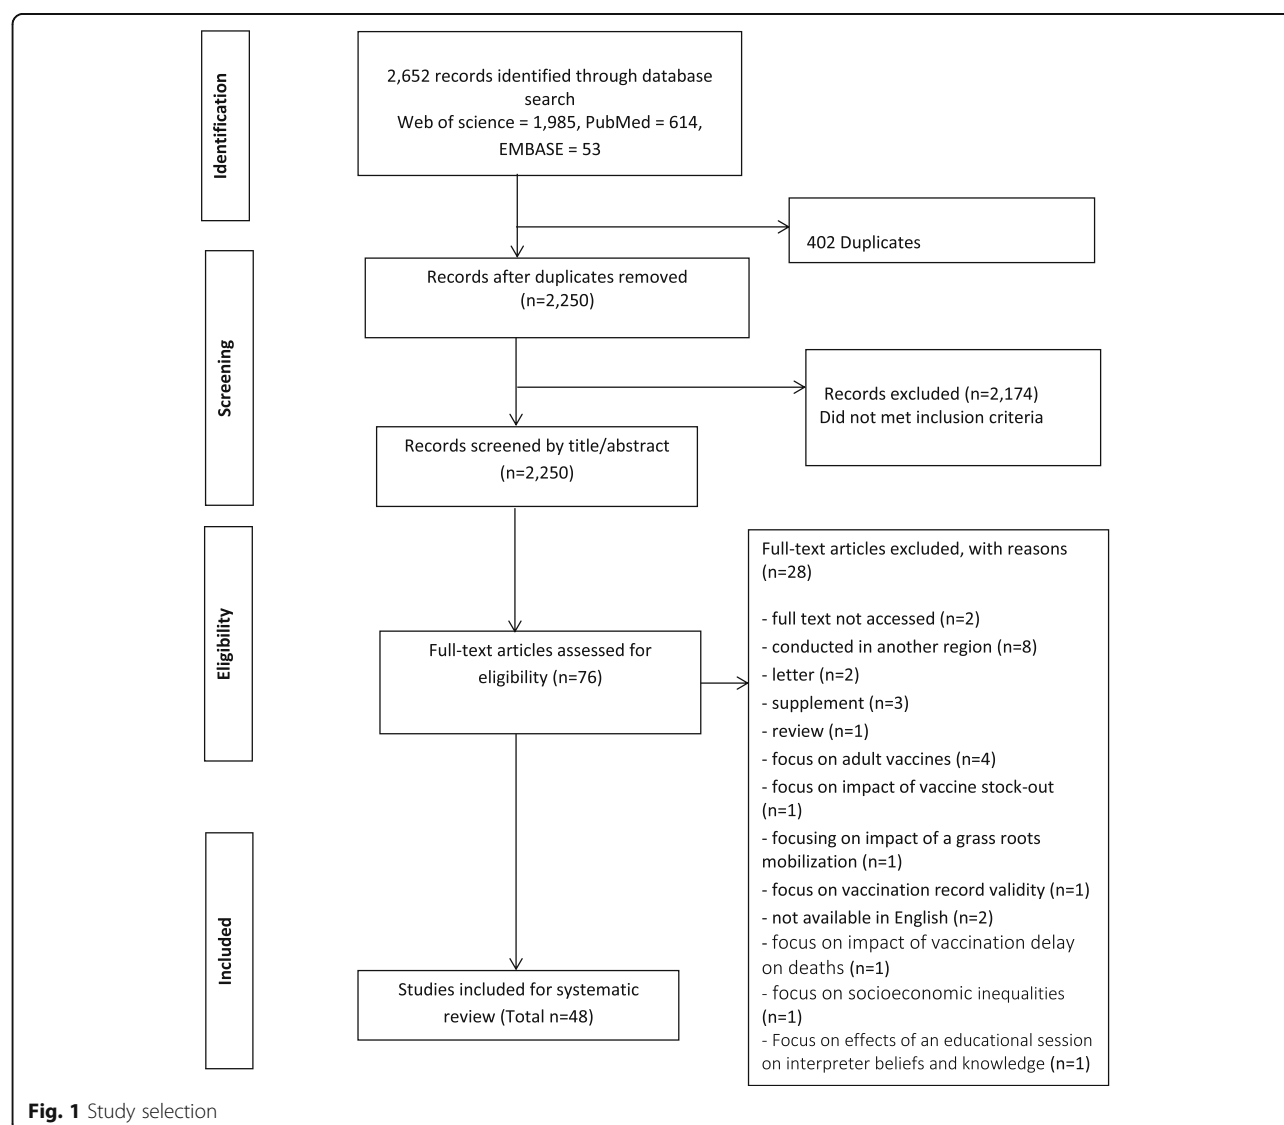 Identification
2,652 records identified through database
search
Web of science = 1,985, PubMed = 614,
EMBASE = 53
402 Duplicates
Screening
Records after duplicates removed
(n=2,250)
Records excluded (n=2,174)
Did not met inclusion criteria
Records screened by title/abstract
(n=2,250)
Eligibility
Full-text articles assessed for
eligibility (n=76)
Full-text articles excluded, with reasons
(n=28)
- full text not accessed (n=2)
- conducted in another region (n=8)
- letter (n=2)
- supplement (n=3)
- review (n=1)
- focus on adult vaccines (n=4)
- focus on impact of vaccine stock-out
(n=1)
- focusing on impact of a grass roots
mobilization (n=1)
- focus on vaccination record validity (n=1)
- not available in English (n=2)
- focus on impact of vaccination delay
on deaths (n=1)
- focus on socioeconomic inequalities
(n=1)
- Focus on effects of an educational session
on interpreter beliefs and knowledge (n=1)
Included
Studies included for systematic
review (Total n=48)
Fig. 1 Study selection